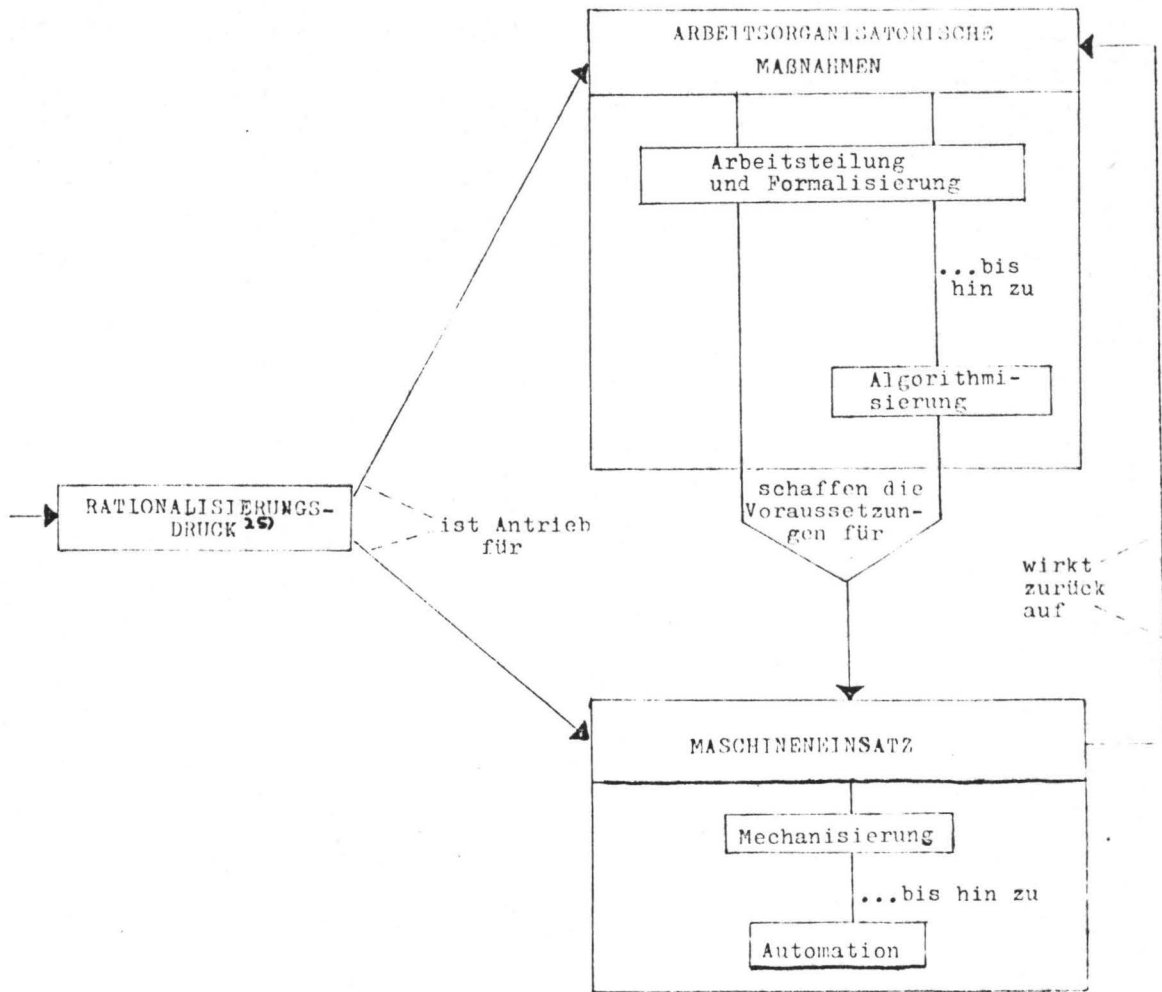 ARBEITSORGANISATORISCHE
MAßNAHMEN
Arbeitsteilung
und Formalisierung
...bis
hin zu
Algorithmi-
sierung
RATIONALISIERUNGS-
DRUCK 25)
ist Antrieb
für
schaffen die
Voraussetzun-
gen für
wirkt
zurück
auf
MASCHINENEINSATZ
Mechanisierung
...bis hin zu
Automation